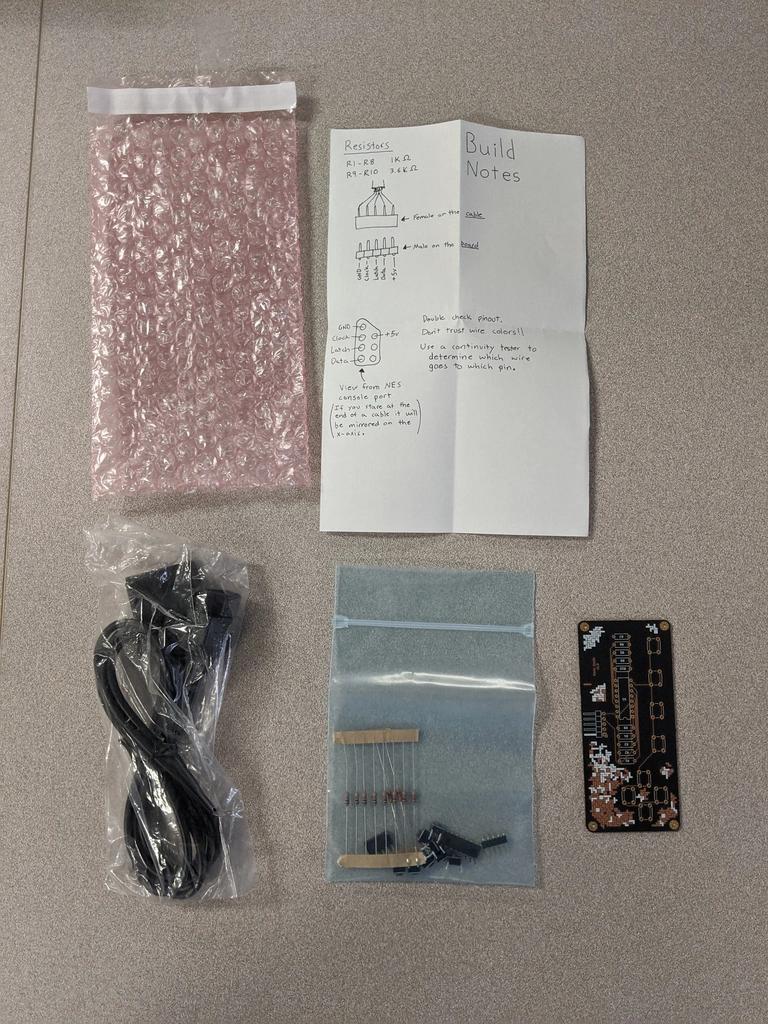 Build
Notes
Resistors
R1-R8 1K Ω
R9-R10 3.6K Ω
Female on the cable
Male on the board
GND
Clock
Latch
Data
+5v
GND
Clock
Latch
Data
+5v
View from NES
console port
(If you stare at the
end of a cable it will
be mirrored on the
x-axis.)
Double check pinout.
Don't trust wire colors!!
Use a continuity tester to
determine which wire
goes to which pin.